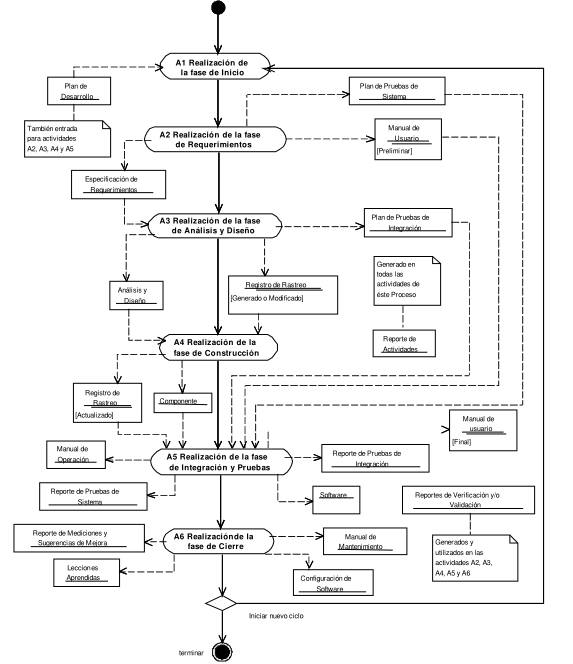 A1 Realización de
la fase de Inicio
Plan de
Desarrollo
Plan de Pruebas de
Sistema
También entrada
para actividades
A2, A3, A4 y A5
A2 Realización de la fase
de Requerimientos
Manual de
Usuario
[Preliminar]
Especificación de
Requerimientos
A3 Realización de la fase
de Análisis y Diseño
Plan de Pruebas de
Integración
Análisis y
Diseño
Registro de Rastreo
[Generado o Modificado]
Generado en
todas las
actividades de
éste Proceso
Reporte de
Actividades
A4 Realización de la
fase de Construcción
Registro de
Rastreo
[Actualizado]
Componente
Manual de
usuario
[Final]
Manual de
Operación
A5 Realización de la fase
de Integración y Pruebas
Reporte de Pruebas de
Integración
Reporte de Pruebas de
Sistema
Software
Reportes de Verificación y/o
Validación
Reporte de Mediciones y
Sugerencias de Mejora
A6 Realizaciónde la
fase de Cierre
Manual de
Mantenimiento
Generados y
utilizados en las
actividades A2, A3,
A4, A5 y A6
Lecciones
Aprendidas
Configuración de
Software
Iniciar nuevo ciclo
terminar